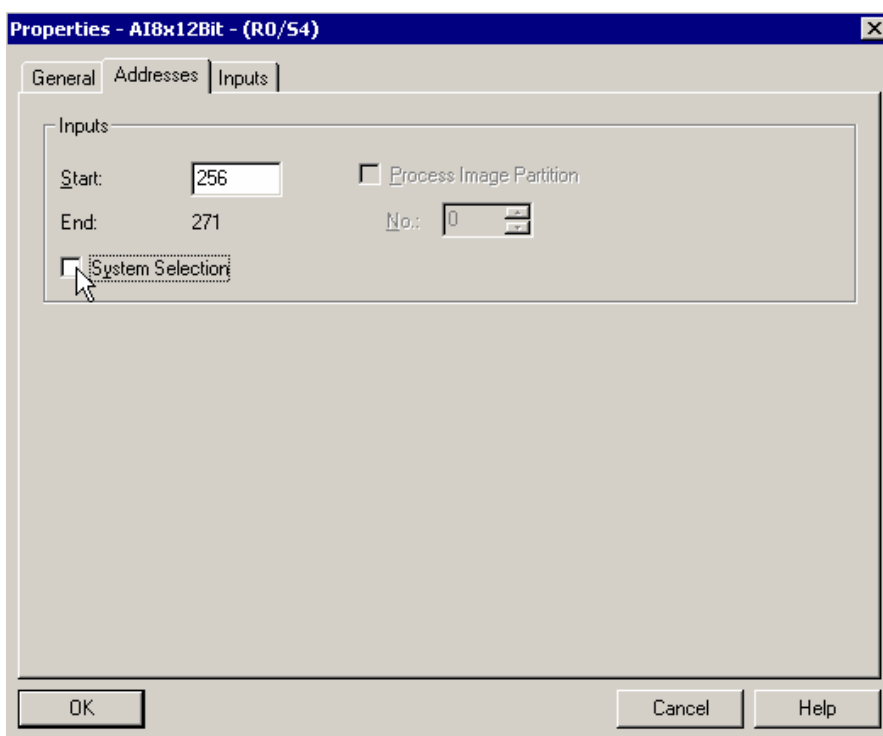 Properties - AI8x12Bit - (R0/S4)
General Addresses Inputs
Inputs
Start: 256 Process Image Partition
End: 271 No.: 0
System Selection
OK Cancel Help